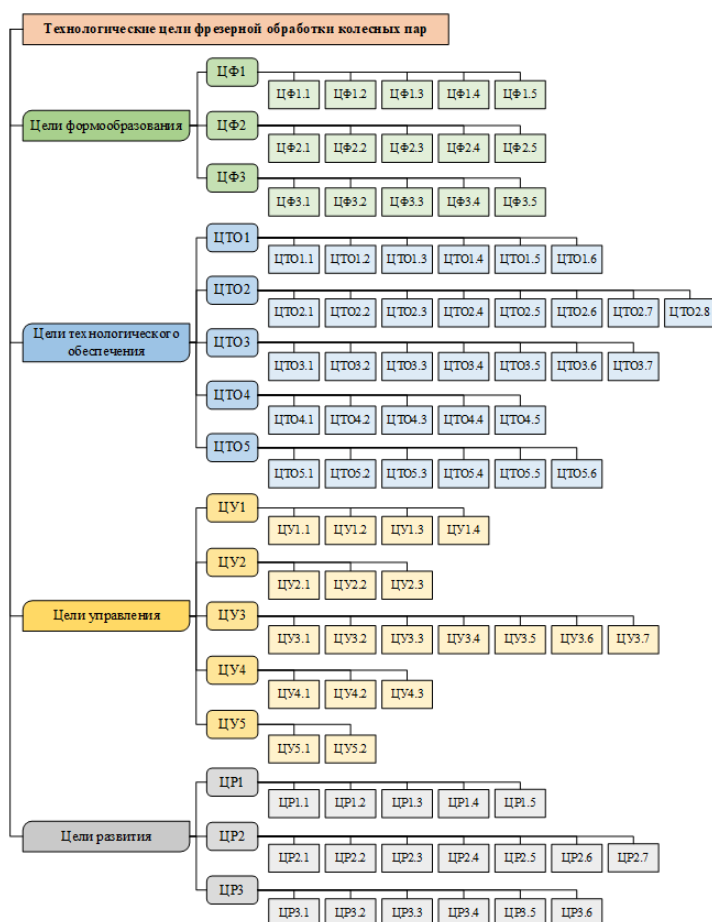 Технологические цели фрезерной обработки колесных пар
ЦФ1
ЦФ1.1 ЦФ1.2 ЦФ1.3 ЦФ1.4 ЦФ1.5
Цели формообразования
ЦФ2
ЦФ2.1 ЦФ2.2 ЦФ2.3 ЦФ2.4 ЦФ2.5
ЦФ3
ЦФ3.1 ЦФ3.2 ЦФ3.3 ЦФ3.4 ЦФ3.5
ЦТО1
ЦТО1.1 ЦТО1.2 ЦТО1.3 ЦТО1.4 ЦТО1.5 ЦТО1.6
ЦТО2
ЦТО2.1 ЦТО2.2 ЦТО2.3 ЦТО2.4 ЦТО2.5 ЦТО2.6 ЦТО2.7 ЦТО2.8
Цели технологического
обеспечения
ЦТО3
ЦТО3.1 ЦТО3.2 ЦТО3.3 ЦТО3.4 ЦТО3.5 ЦТО3.6 ЦТО3.7
ЦТО4
ЦТО4.1 ЦТО4.2 ЦТО4.3 ЦТО4.4 ЦТО4.5
ЦТО5
ЦТО5.1 ЦТО5.2 ЦТО5.3 ЦТО5.4 ЦТО5.5 ЦТО5.6
ЦУ1
ЦУ1.1 ЦУ1.2 ЦУ1.3 ЦУ1.4
ЦУ2
ЦУ2.1 ЦУ2.2 ЦУ2.3
Цели управления
ЦУ3
ЦУ3.1 ЦУ3.2 ЦУ3.3 ЦУ3.4 ЦУ3.5 ЦУ3.6 ЦУ3.7
ЦУ4
ЦУ4.1 ЦУ4.2 ЦУ4.3
ЦУ5
ЦУ5.1 ЦУ5.2
ЦР1
ЦР1.1 ЦР1.2 ЦР1.3 ЦР1.4 ЦР1.5
Цели развития
ЦР2
ЦР2.1 ЦР2.2 ЦР2.3 ЦР2.4 ЦР2.5 ЦР2.6 ЦР2.7
ЦР3
ЦР3.1 ЦР3.2 ЦР3.3 ЦР3.4 ЦР3.5 ЦР3.6